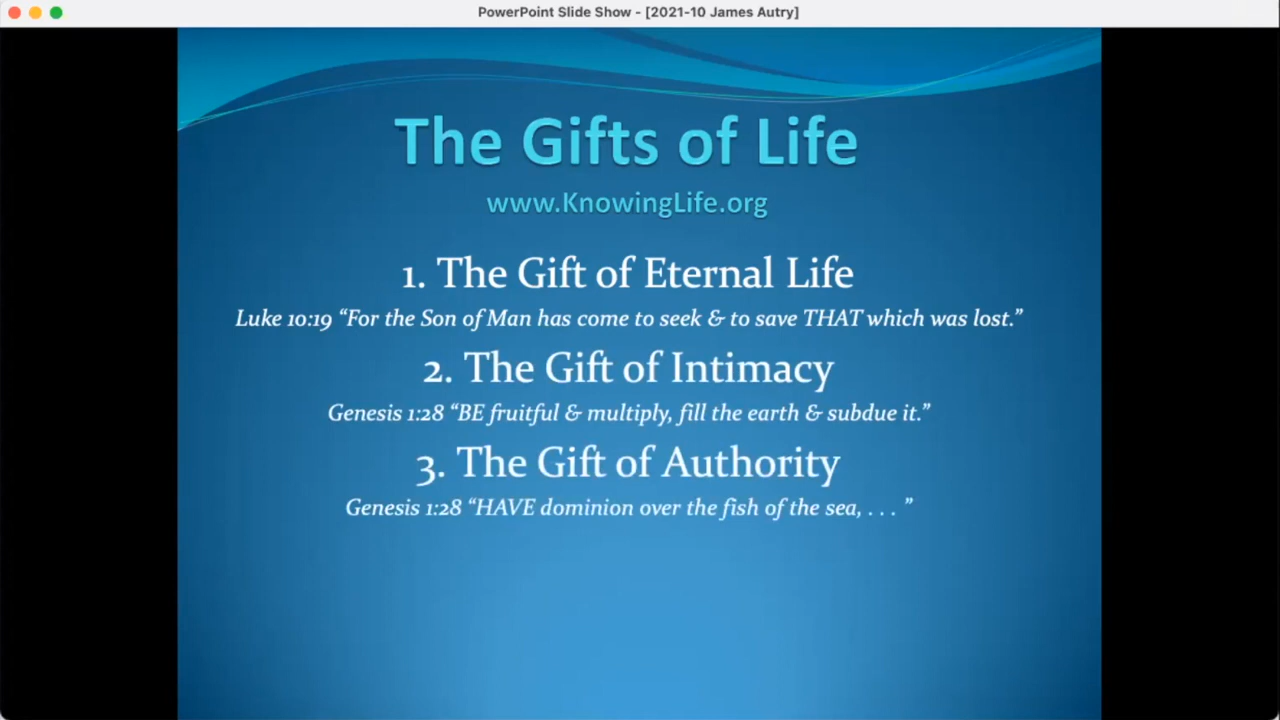 PowerPoint Slide Show - [2021-10 James Autry]
The Gifts of Life
www.KnowingLife.org
1. The Gift of Eternal Life
Luke 10:19 “For the Son of Man has come to seek & to save THAT which was lost.”
2. The Gift of Intimacy
Genesis 1:28 “BE fruitful & multiply, fill the earth & subdue it.”
3. The Gift of Authority
Genesis 1:28 “HAVE dominion over the fish of the sea, . . . ”